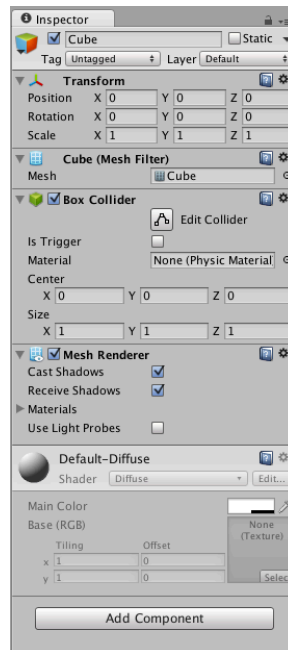 Inspector
Cube Static
Tag Untagged Layer Default
Transform
Position X 0 Y 0 Z 0
Rotation X 0 Y 0 Z 0
Scale X 1 Y 1 Z 1
Cube (Mesh Filter)
Mesh Cube
Box Collider
Edit Collider
Is Trigger
Material None (Physic Material)
Center
X 0 Y 0 Z 0
Size
X 1 Y 1 Z 1
Mesh Renderer
Cast Shadows
Receive Shadows
Materials
Use Light Probes
Default-Diffuse
Shader Diffuse Edit...
Main Color
Base (RGB) None
(Texture)
Tiling Offset
x 1 0
y 1 0 Selec
Add Component